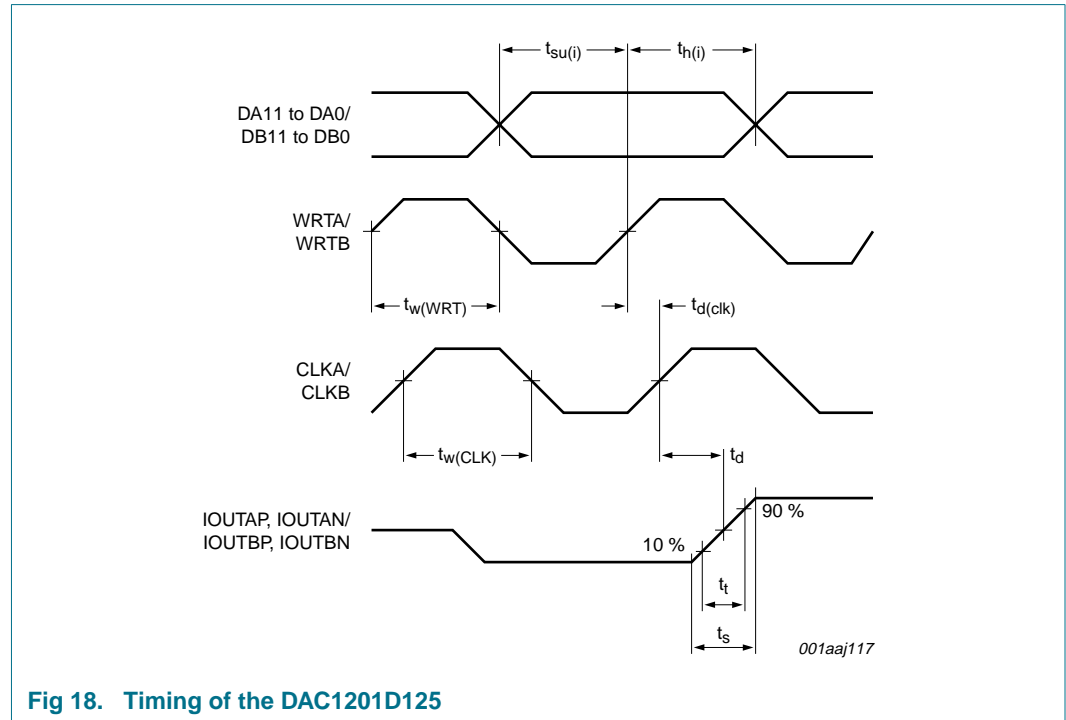 tsu(i) th(i)
DA11 to DA0/
DB11 to DB0
WRTA/
WRTB
tw(WRT) td(clk)
CLKA/
CLKB
tw(CLK) td
IOUTAP, IOUTAN/
IOUTBP, IOUTBN
90 %
10 %
tt
ts
001aaj117
Fig 18. Timing of the DAC1201D125